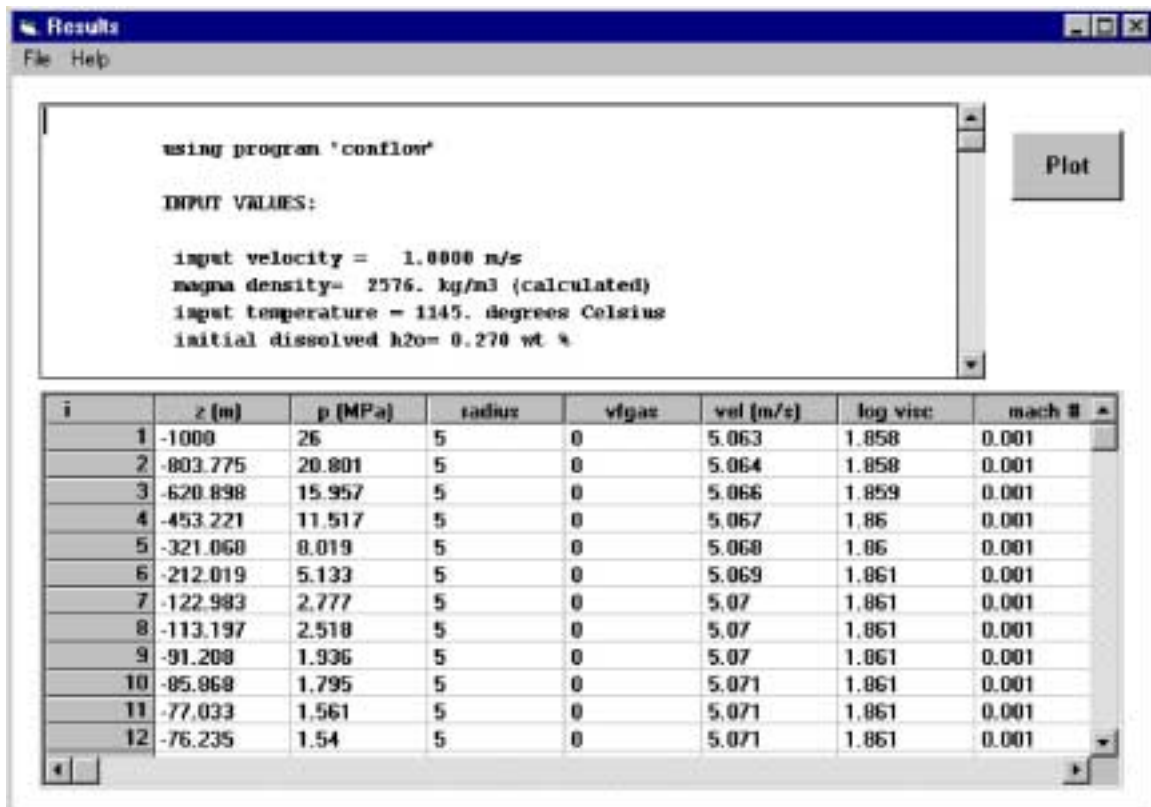 Results
File Help
using program "conflow"
Plot
INPUT VALUES:
input velocity = 1.0000 m/s
magma density= 2576. kg/m3 (calculated)
input temperature = 1145. degrees Celsius
initial dissolved h2o= 0.270 wt %
i z (m) p (MPa) radius vfgas vel (m/s) log visc mach #
1 -1000 26 5 0 5.063 1.858 0.001
2 -803.775 20.801 5 0 5.064 1.858 0.001
3 -620.898 15.957 5 0 5.066 1.859 0.001
4 -453.221 11.517 5 0 5.067 1.86 0.001
5 -321.068 8.019 5 0 5.068 1.86 0.001
6 -212.019 5.133 5 0 5.069 1.861 0.001
7 -122.983 2.777 5 0 5.07 1.861 0.001
8 -113.197 2.518 5 0 5.07 1.861 0.001
9 -91.208 1.936 5 0 5.07 1.861 0.001
10 -85.868 1.795 5 0 5.071 1.861 0.001
11 -77.033 1.561 5 0 5.071 1.861 0.001
12 -76.235 1.54 5 0 5.071 1.861 0.001